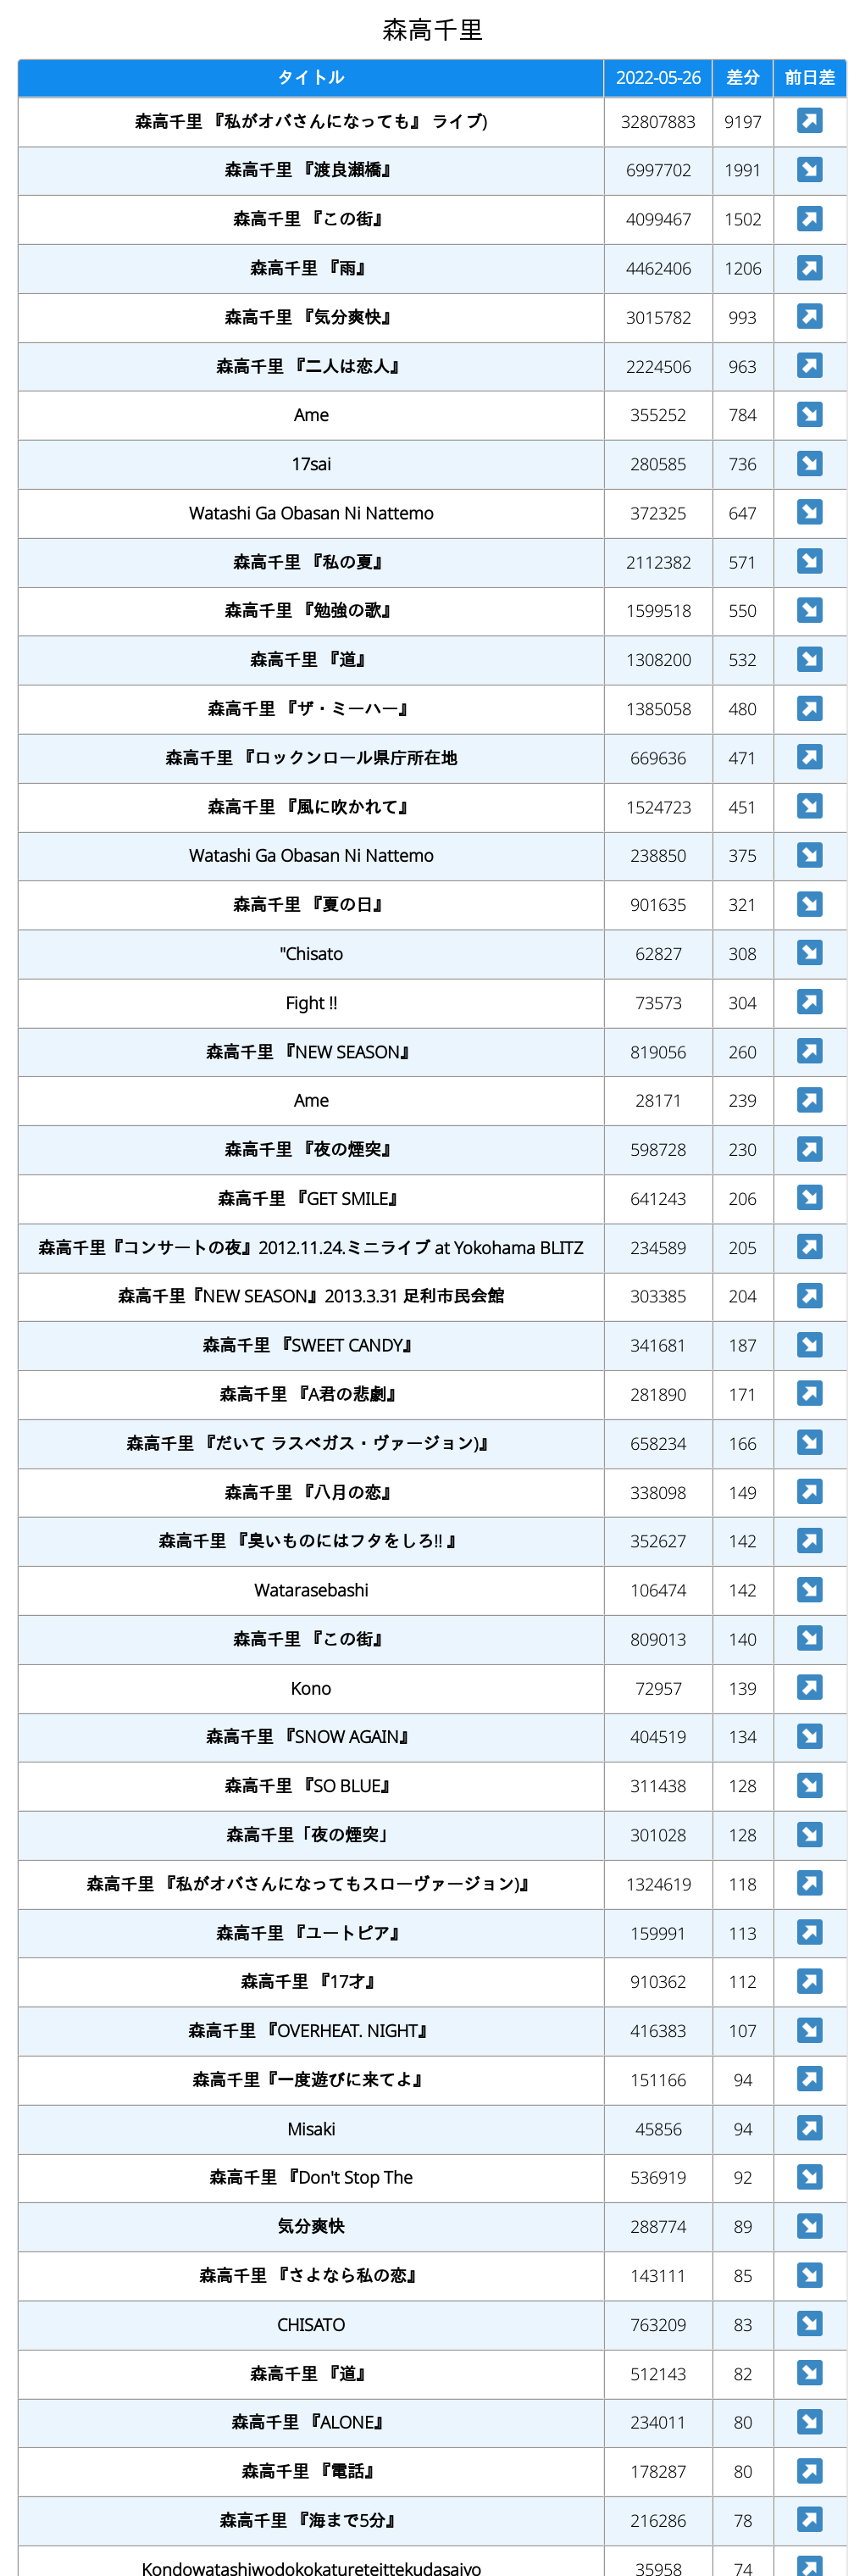 森高千里
タイトル 2022-05-26 差分 前日差
森高千里 『私がオバさんになっても』 ライブ) 32807883 9197
森高千里 『渡良瀬橋』 6997702 1991
森高千里 『この街』 4099467 1502
森高千里 『雨』 4462406 1206
森高千里 『気分爽快』 3015782 993
森高千里 『二人は恋人』 2224506 963
Ame 355252 784
17sai 280585 736
Watashi Ga Obasan Ni Nattemo 372325 647
森高千里 『私の夏』 2112382 571
森高千里 『勉強の歌』 1599518 550
森高千里 『道』 1308200 532
森高千里 『ザ・ミーハー』 1385058 480
森高千里 『ロックンロール県庁所在地 669636 471
森高千里 『風に吹かれて』 1524723 451
Watashi Ga Obasan Ni Nattemo 238850 375
森高千里 『夏の日』 901635 321
"Chisato 62827 308
Fight !! 73573 304
森高千里 『NEW SEASON』 819056 260
Ame 28171 239
森高千里 『夜の煙突』 598728 230
森高千里 『GET SMILE』 641243 206
森高千里『コンサートの夜』2012.11.24.ミニライブ at Yokohama BLITZ 234589 205
森高千里『NEW SEASON』2013.3.31 足利市民会館 303385 204
森高千里 『SWEET CANDY』 341681 187
森高千里 『A君の悲劇』 281890 171
森高千里 『だいて ラスベガス・ヴァージョン)』 658234 166
森高千里 『八月の恋』 338098 149
森高千里 『臭いものにはフタをしろ!! 』 352627 142
Watarasebashi 106474 142
森高千里 『この街』 809013 140
Kono 72957 139
森高千里 『SNOW AGAIN』 404519 134
森高千里 『SO BLUE』 311438 128
森高千里「夜の煙突」 301028 128
森高千里 『私がオバさんになってもスローヴァージョン)』 1324619 118
森高千里 『ユートピア』 159991 113
森高千里 『17才』 910362 112
森高千里 『OVERHEAT. NIGHT』 416383 107
森高千里『一度遊びに来てよ』 151166 94
Misaki 45856 94
森高千里 『Don't Stop The 536919 92
気分爽快 288774 89
森高千里 『さよなら私の恋』 143111 85
CHISATO 763209 83
森高千里 『道』 512143 82
森高千里 『ALONE』 234011 80
森高千里 『電話』 178287 80
森高千里 『海まで5分』 216286 78
Kondowatashiwodokokatureteittekudasaiyo 35958 74